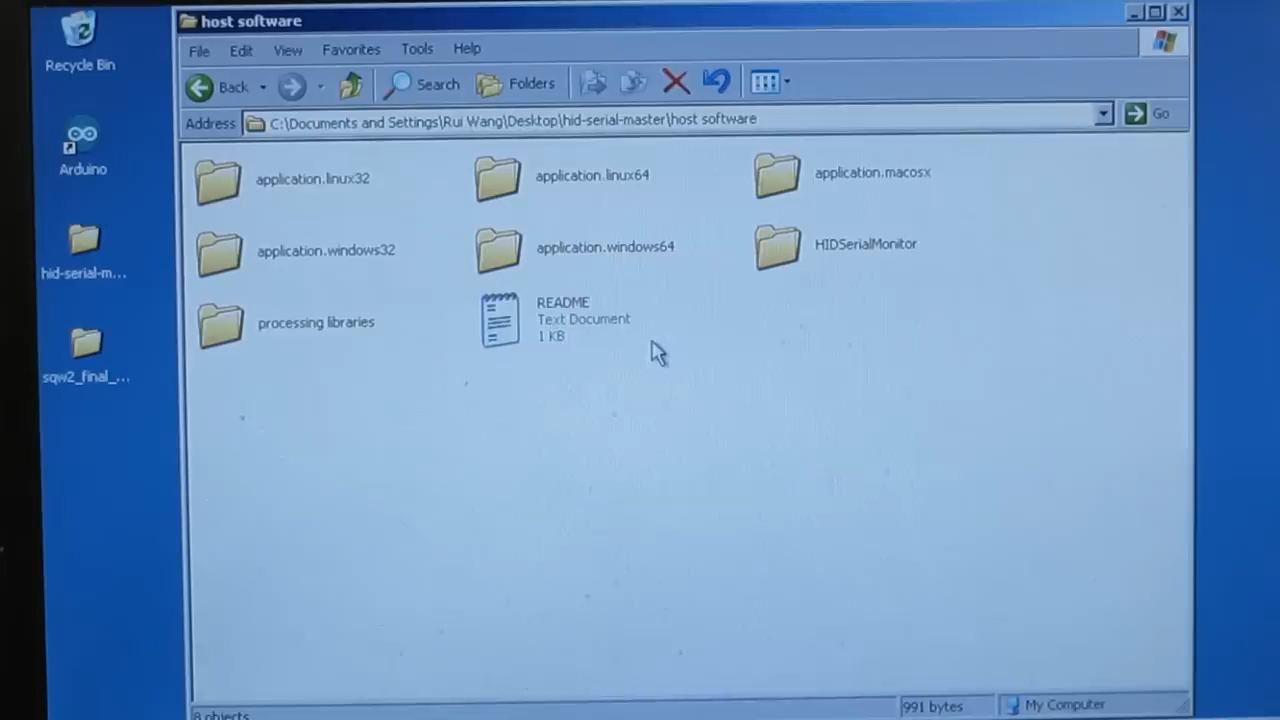 host software
Recycle Bin
Arduino
hid-serial-m...
sqw2_final_...
File Edit View Favorites Tools Help
Back Search Folders
Address C:\Documents and Settings\Rui Wang\Desktop\hid-serial-master\host software Go
application.linux32 application.linux64 application.macosx
application.windows32 application.windows64 HIDSerialMonitor
processing libraries
README
Text Document
1 KB
8 objects 991 bytes My Computer